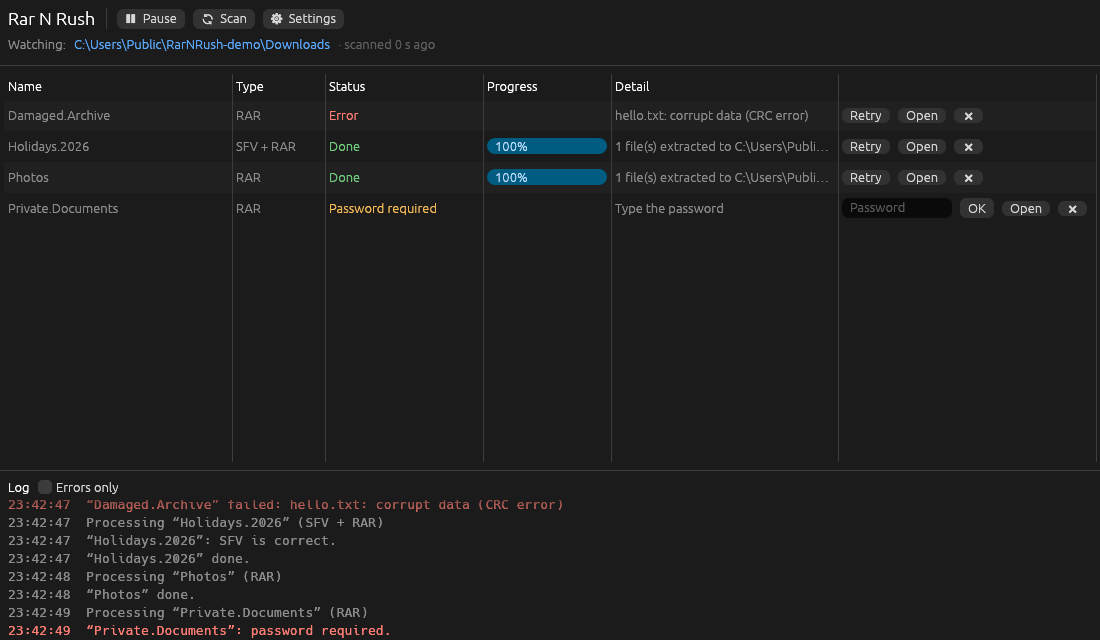 Rar N Rush Pause Scan Settings
Watching: C:\Users\Public\RarNRush-demo\Downloads · scanned 0 s ago
Name Type Status Progress Detail
Damaged.Archive RAR Error hello.txt: corrupt data (CRC error) Retry Open ×
Holidays.2026 SFV + RAR Done 100% 1 file(s) extracted to C:\Users\Publi… Retry Open ×
Photos RAR Done 100% 1 file(s) extracted to C:\Users\Publi… Retry Open ×
Private.Documents RAR Password required Type the password Password OK Open ×
Log Errors only
23:42:47 “Damaged.Archive” failed: hello.txt: corrupt data (CRC error)
23:42:47 Processing “Holidays.2026” (SFV + RAR)
23:42:47 “Holidays.2026”: SFV is correct.
23:42:47 “Holidays.2026” done.
23:42:48 Processing “Photos” (RAR)
23:42:48 “Photos” done.
23:42:49 Processing “Private.Documents” (RAR)
23:42:49 “Private.Documents”: password required.